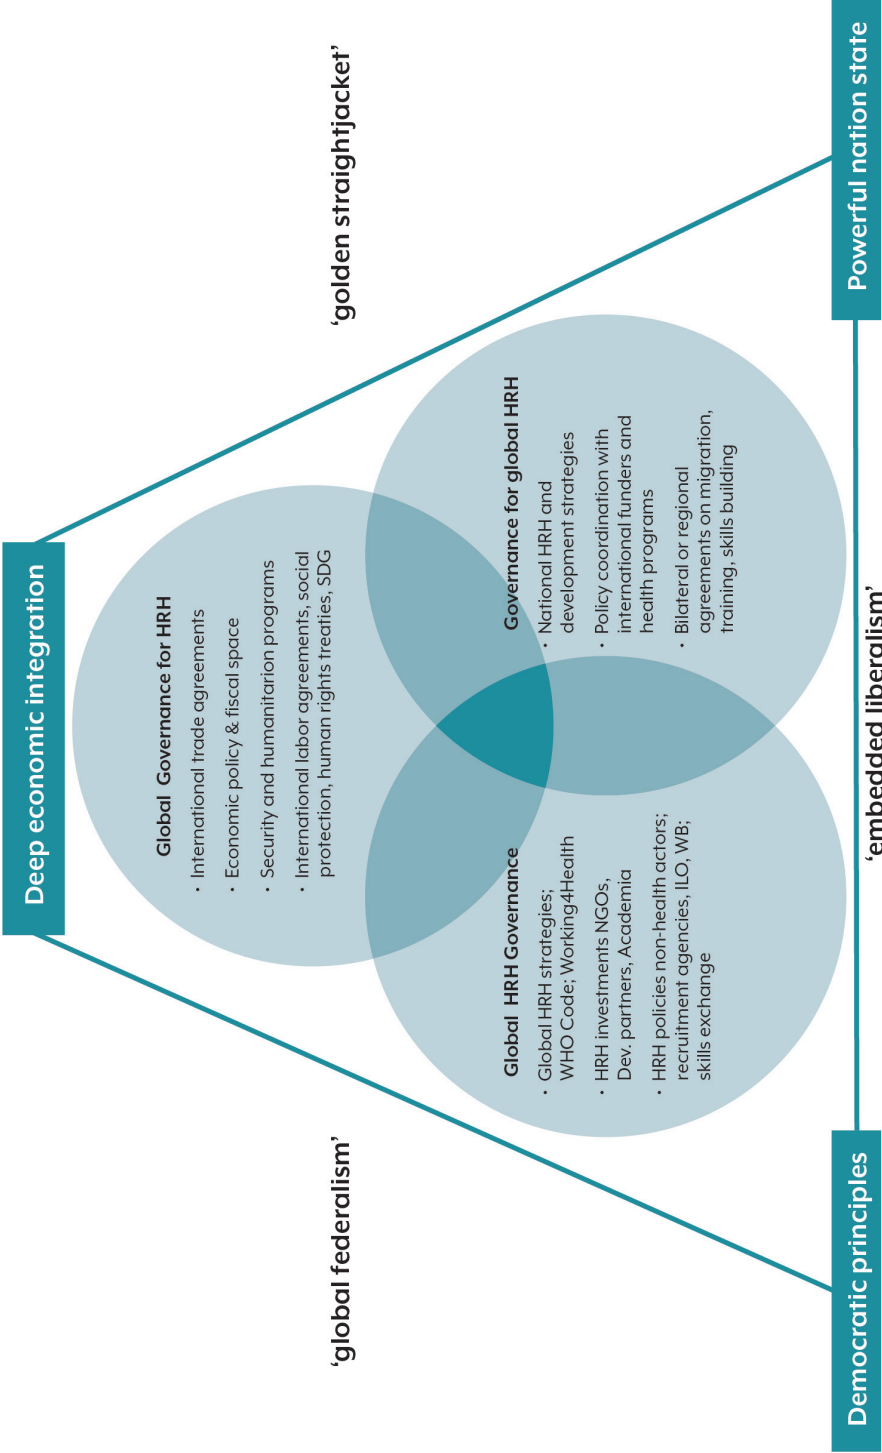 Deep economic integration
‘global federalism’
‘golden straightjacket’
Global  Governance for HRH
· International trade agreements
· Economic policy & fiscal space
· Security and humanitarion programs
· International labor agreements, social
protection, human rights treaties, SDG
Global  HRH Governance
· Global HRH strategies;
WHO Code; Working4Health
· HRH investments NGOs,
Dev. partners, Academia
· HRH policies non-health actors;
recruitment agencies, ILO, WB;
skills exchange
Governance for global HRH
· National HRH and
development strategies
· Policy coordination with
international funders and
health programs
· Bilateral or regional
agreements on migration,
training, skills building
Democratic principles
‘embedded liberalism’
Powerful nation state